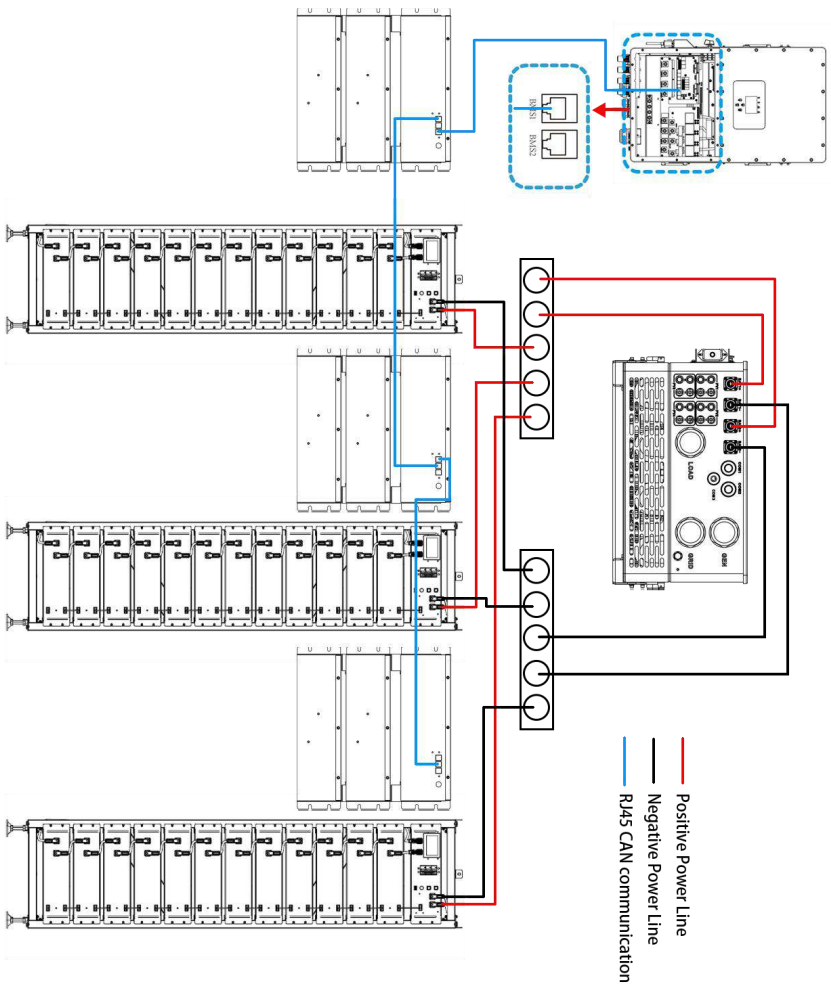 BMS1
BMS2
LOAD
GRID
GEN
Positive Power Line
Negative Power Line
RJ45 CAN communication